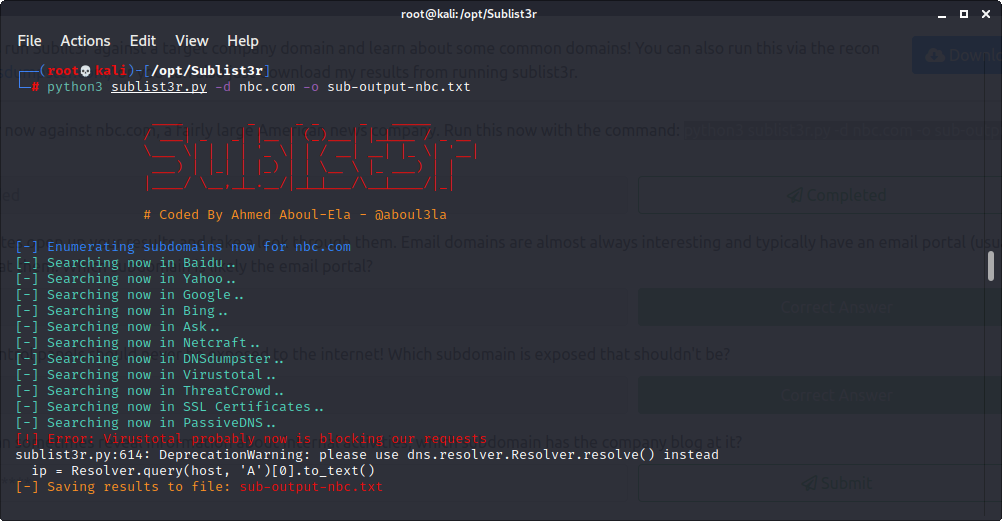 root@kali:/opt/Sublist3r
File Actions Edit View Help
┌──(root💀kali)-[/opt/Sublist3r]
└─# python3 sublist3r.py -d nbc.com -o sub-output-nbc.txt
Sublist3r
# Coded By Ahmed Aboul-Ela - @aboul3la
[-] Enumerating subdomains now for nbc.com
[-] Searching now in Baidu..
[-] Searching now in Yahoo..
[-] Searching now in Google..
[-] Searching now in Bing..
[-] Searching now in Ask..
[-] Searching now in Netcraft..
[-] Searching now in DNSdumpster..
[-] Searching now in Virustotal..
[-] Searching now in ThreatCrowd..
[-] Searching now in SSL Certificates..
[-] Searching now in PassiveDNS..
[!] Error: Virustotal probably now is blocking our requests
sublist3r.py:614: DeprecationWarning: please use dns.resolver.Resolver.resolve() instead
ip = Resolver.query(host, 'A')[0].to_text()
[-] Saving results to file: sub-output-nbc.txt
against a target company domain and learn about some common domains! You can also run this via the recon
Downlo
download my results from running sublist3r.
now against nbc.com, a fairly large American news company. Run this now with the command:
Completed
them. Email domains are almost always interesting and typically have an email portal (usu
likely the email portal?
Correct Answer
to the internet! Which subdomain is exposed that shouldn't be?
Correct Answer
domain has the company blog at it?
Submit